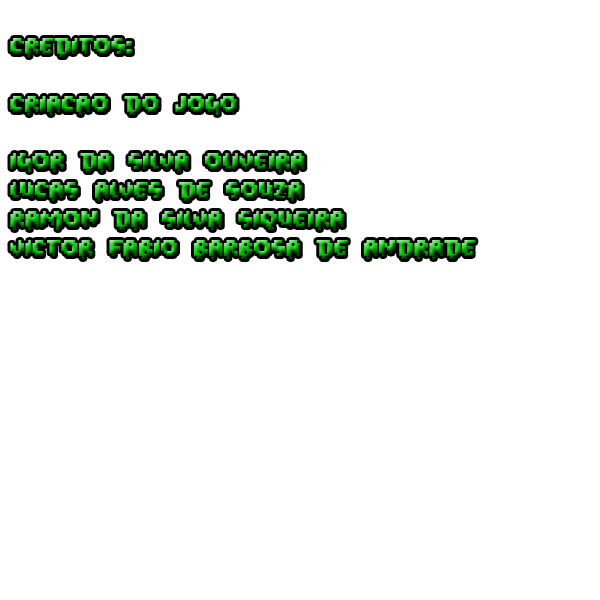 CREDITOS:
CRIACAO DO JOGO
IGOR DA SILVA OLIVEIRA
LUCAS ALVES DE SOUZA
RAMON DA SILVA SIQUEIRA
VICTOR FABIO BARBOSA DE ANDRADE